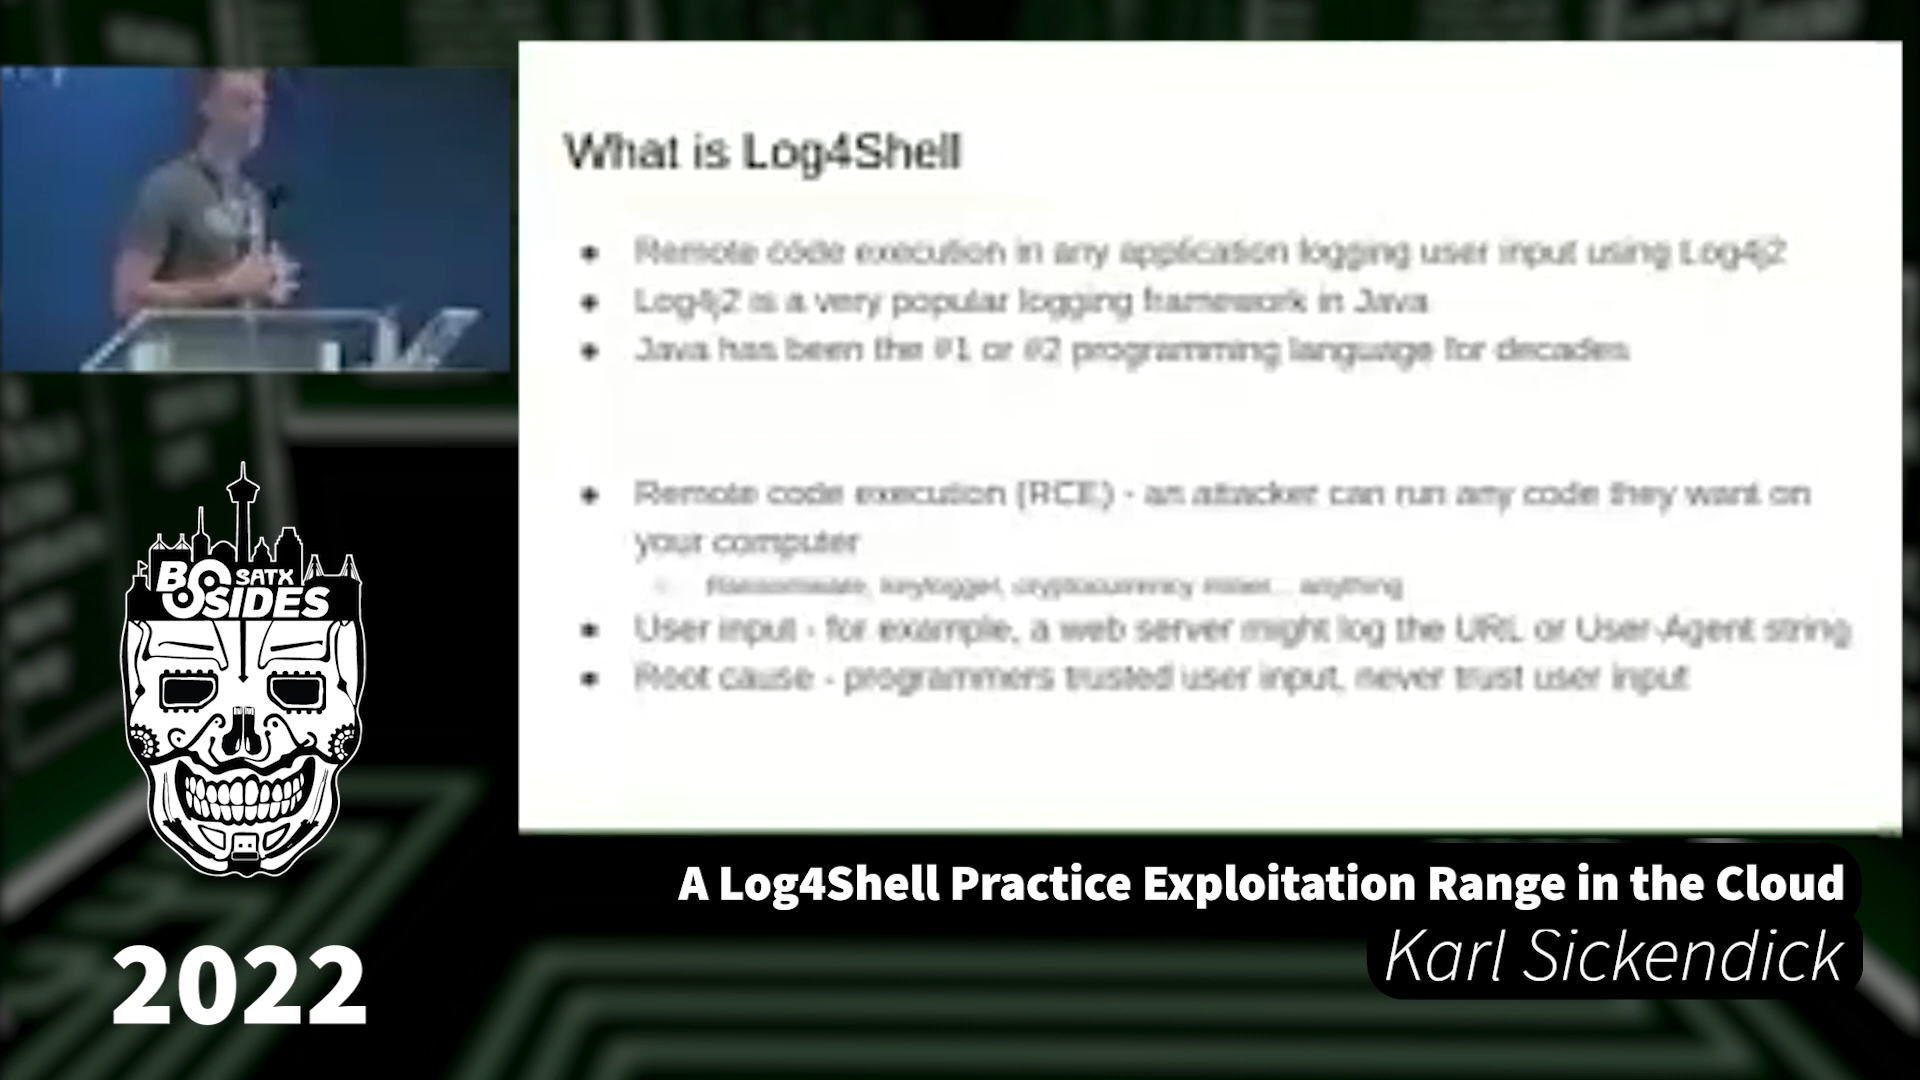 What is Log4Shell
● Remote code execution in any application logging user input using Log4j2
● Log4j2 is a very popular logging framework in Java
● Java has been the #1 or #2 programming language for decades
● Remote code execution (RCE) - an attacker can run any code they want on
your computer
Ransomware, keylogger, cryptocurrency miner... anything
● User input - for example, a web server might log the URL or User-Agent string
● Root cause - programmers trusted user input, never trust user input
BSIDES SATX
2022
A Log4Shell Practice Exploitation Range in the Cloud
Karl Sickendick